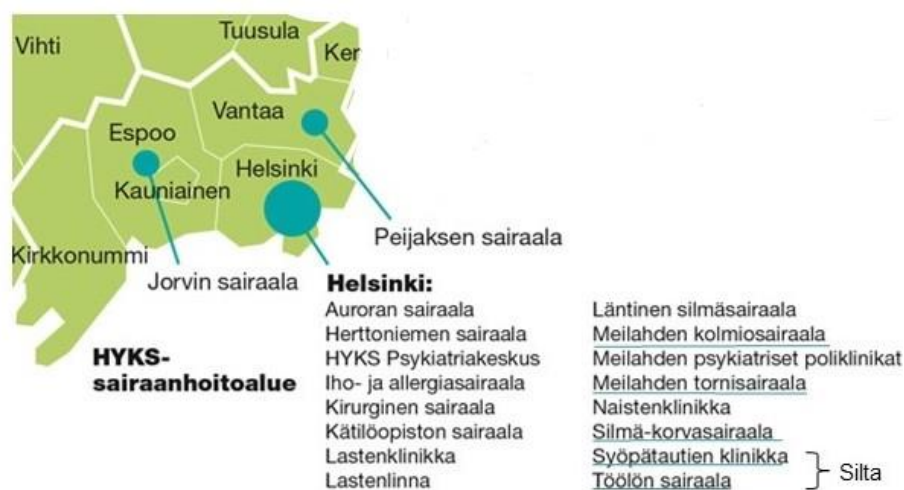 Vihti
Tuusula
Ker
Vantaa
Espoo
Helsinki
Kauniainen
Peijaksen sairaala
Kirkkonummi
Jorvin sairaala
HYKS-
sairaanhoitoalue
Helsinki:
Auroran sairaala
Herttoniemen sairaala
HYKS Psykiatriakeskus
Iho- ja allergiasairaala
Kirurginen sairaala
Kätilöopiston sairaala
Lastenklinikka
Lastenlinna
Läntinen silmäsairaala
Meilahden kolmiosairaala
Meilahden psykiatriset poliklinikat
Meilahden tornisairaala
Naistenklinikka
Silmä-korvasairaala
Syöpätautien klinikka
Töölön sairaala
Silta